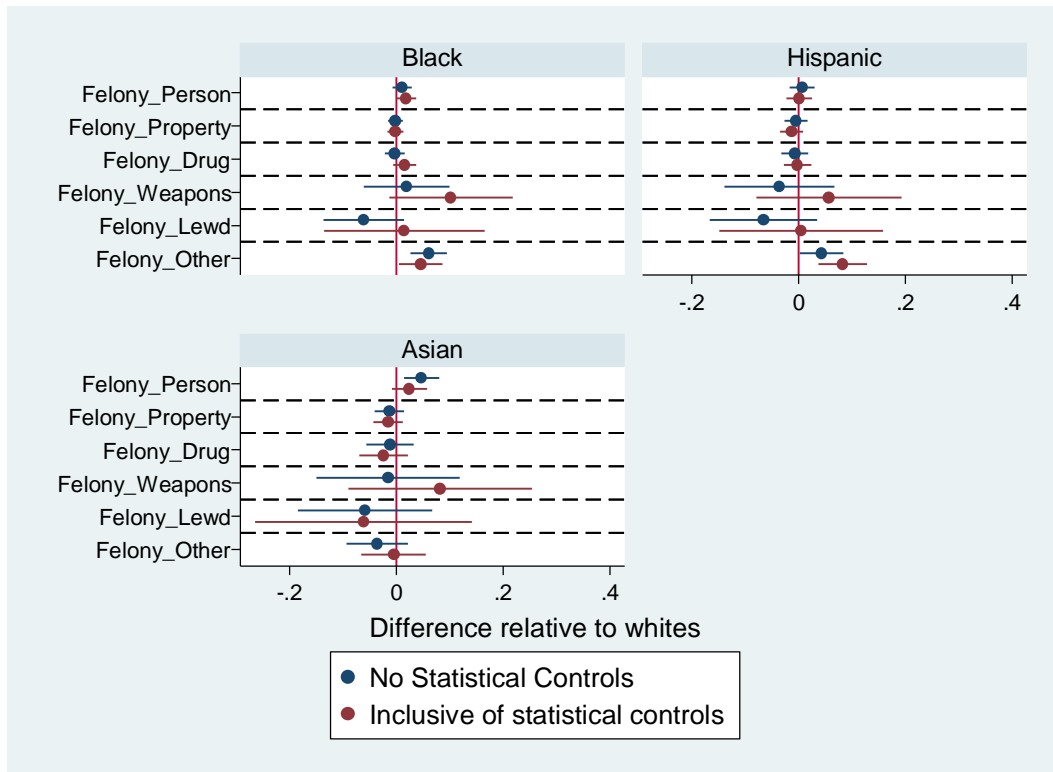 Black
Hispanic
Felony_Person
Felony_Property
Felony_Drug
Felony_Weapons
Felony_Lewd
Felony_Other
-.2 0 .2 .4
Asian
Felony_Person
Felony_Property
Felony_Drug
Felony_Weapons
Felony_Lewd
Felony_Other
-.2 0 .2 .4
Difference relative to whites
No Statistical Controls
Inclusive of statistical controls